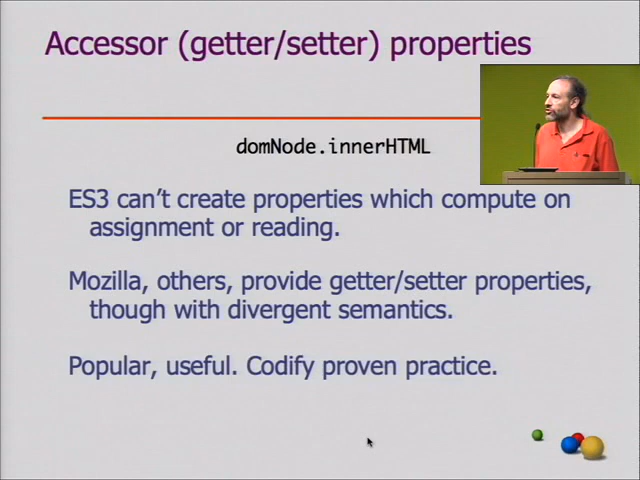 Accessor (getter/setter) properties
domNode.innerHTML
ES3 can't create properties which compute on
assignment or reading.
Mozilla, others, provide getter/setter properties,
though with divergent semantics.
Popular, useful. Codify proven practice.